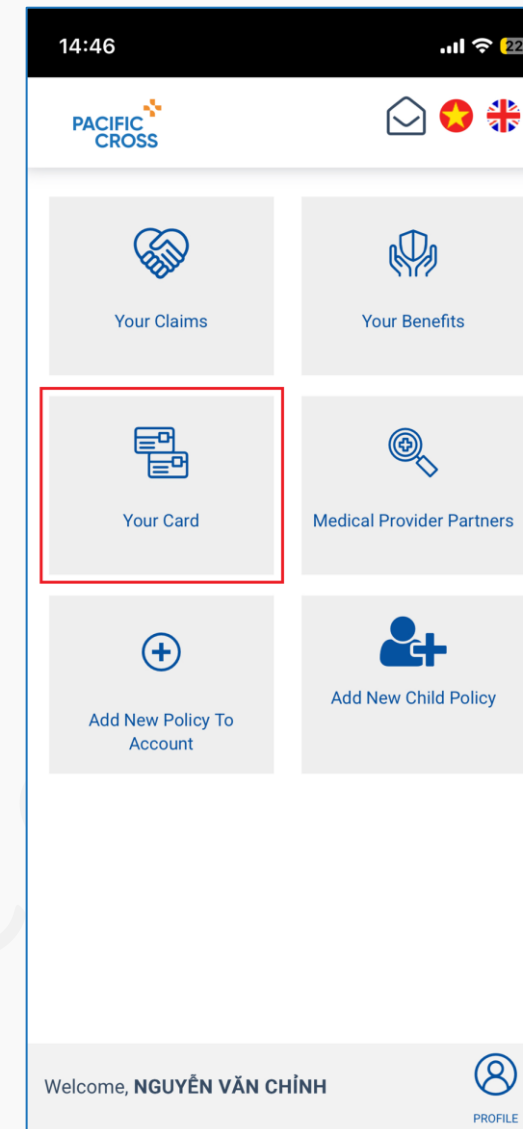 14:46
22
PACIFIC
CROSS
Your Claims
Your Benefits
Your Card
Medical Provider Partners
Add New Policy To
Account
Add New Child Policy
Welcome, NGUYỄN VĂN CHỈNH
PROFILE